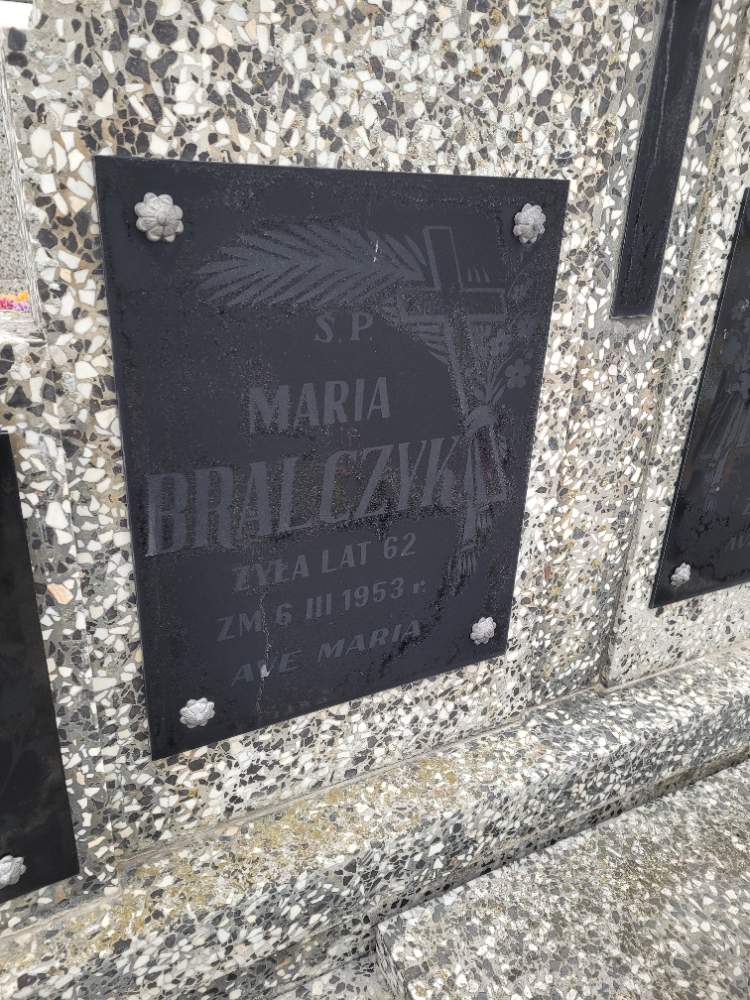 Ś.P.
MARIA
BRALCZYK
ŻYŁA LAT 62
ZM 6 III 1953 r.
AVE MARIA